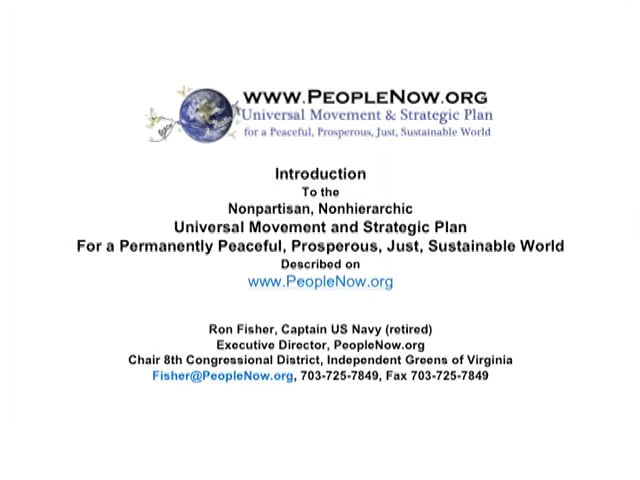 www.PeopleNow.org
Universal Movement & Strategic Plan
for a Peaceful, Prosperous, Just, Sustainable World
Introduction
To the
Nonpartisan, Nonhierarchic
Universal Movement and Strategic Plan
For a Permanently Peaceful, Prosperous, Just, Sustainable World
Described on
www.PeopleNow.org
Ron Fisher, Captain US Navy (retired)
Executive Director, PeopleNow.org
Chair 8th Congressional District, Independent Greens of Virginia
Fisher@PeopleNow.org, 703-725-7849, Fax 703-725-7849